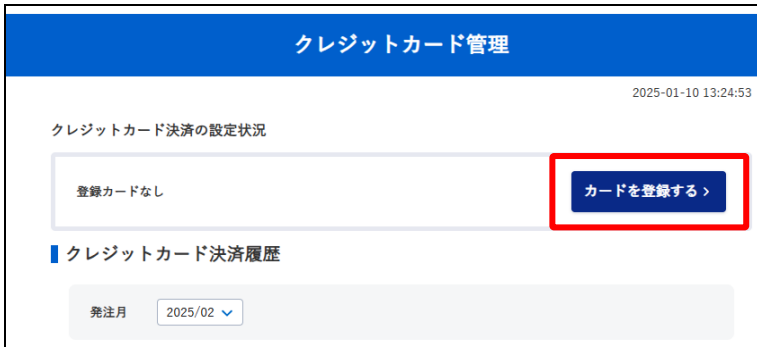 クレジットカード管理
2025-01-10 13:24:53
クレジットカード決済の設定状況
登録カードなし
カードを登録する ›
クレジットカード決済履歴
発注月 2025/02